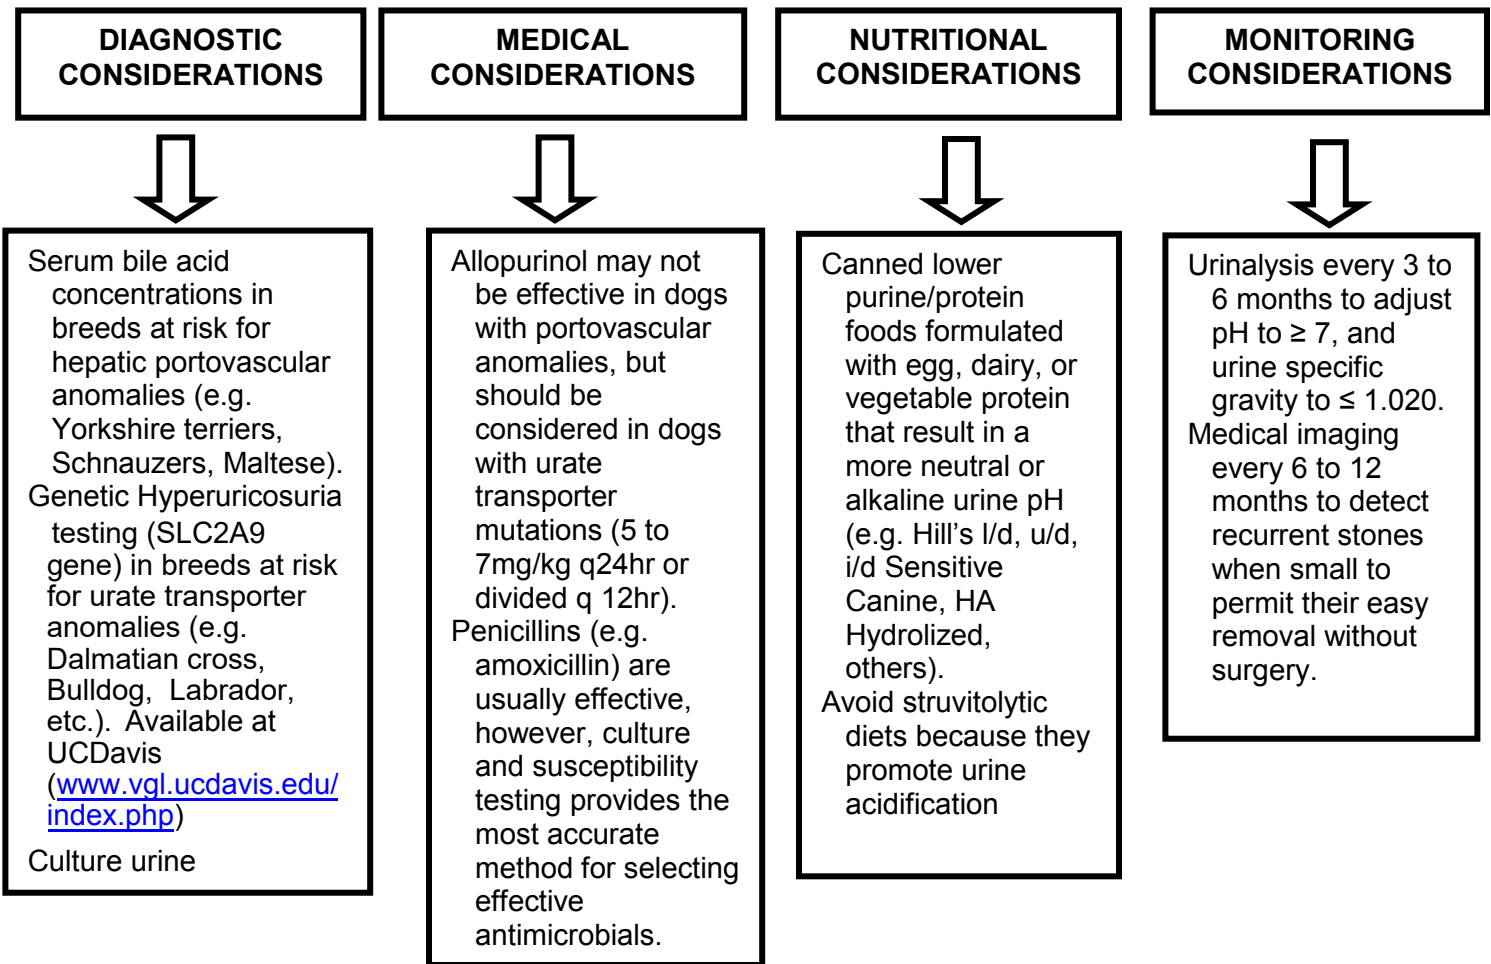 DIAGNOSTIC
CONSIDERATIONS
MEDICAL
CONSIDERATIONS
NUTRITIONAL
CONSIDERATIONS
MONITORING
CONSIDERATIONS
Serum bile acid
concentrations in
breeds at risk for
hepatic portovascular
anomalies (e.g.
Yorkshire terriers,
Schnauzers, Maltese).
Genetic Hyperuricosuria
testing (SLC2A9
gene) in breeds at risk
for urate transporter
anomalies (e.g.
Dalmatian cross,
Bulldog, Labrador,
etc.). Available at
UCDavis
(www.vgl.ucdavis.edu/
index.php)
Culture urine
Allopurinol may not
be effective in dogs
with portovascular
anomalies, but
should be
considered in dogs
with urate
transporter
mutations (5 to
7mg/kg q24hr or
divided q 12hr).
Penicillins (e.g.
amoxicillin) are
usually effective,
however, culture
and susceptibility
testing provides the
most accurate
method for selecting
effective
antimicrobials.
Canned lower
purine/protein
foods formulated
with egg, dairy, or
vegetable protein
that result in a
more neutral or
alkaline urine pH
(e.g. Hill’s l/d, u/d,
i/d Sensitive
Canine, HA
Hydrolized,
others).
Avoid struvitolytic
diets because they
promote urine
acidification
Urinalysis every 3 to
6 months to adjust
pH to ≥ 7, and
urine specific
gravity to ≤ 1.020.
Medical imaging
every 6 to 12
months to detect
recurrent stones
when small to
permit their easy
removal without
surgery.